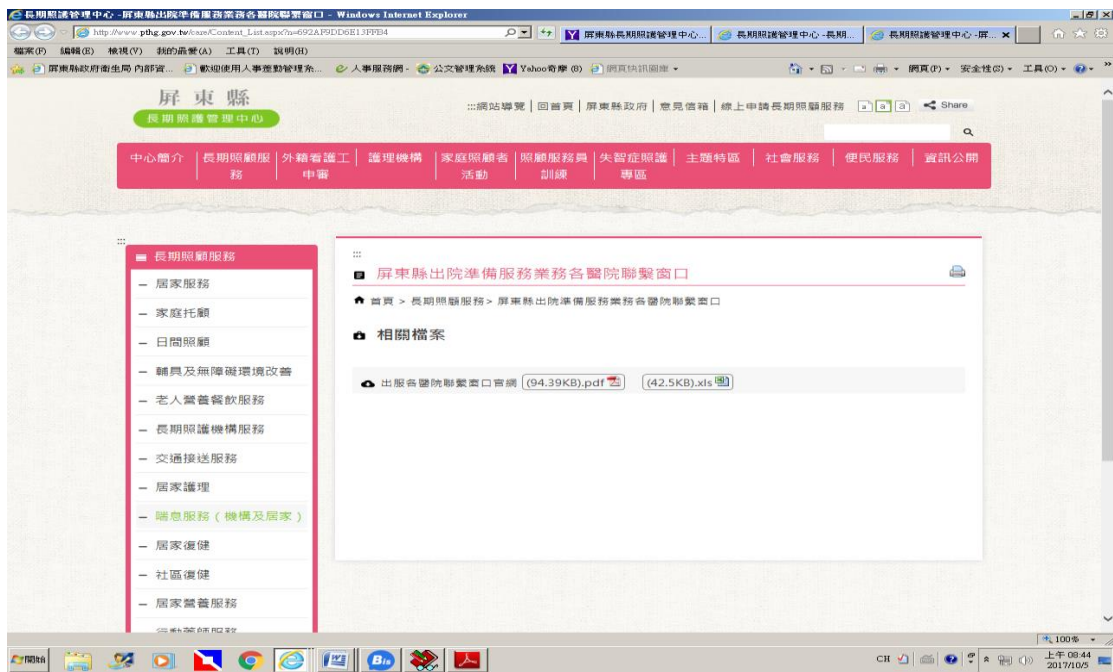 長期照護管理中心 -屏東縣出院準備服務業務各醫院聯繫窗口 - Windows Internet Explorer
http://www.pthg.gov.tw/care/Content_List.aspx?n=692AF9DD6E13FFB4
屏東縣長期照護管理中心...
長期照護管理中心-長期...
長期照護管理中心 -屏...
檔案(F) 編輯(E) 檢視(V) 我的最愛(A) 工具(T) 說明(H)
屏東縣政府衛生局 內部資... 歡迎使用人事差勤管理系... 人事服務網- 公文管理系統 Yahoo奇摩 (8) 網頁快訊圖庫
網頁(P) 安全性(S) 工具(O)
屏東縣
長期照護管理中心
:::網站導覽 | 回首頁 | 屏東縣政府 | 意見信箱 | 線上申請長期照顧服務 a a a Share
中心簡介 長期照顧服務 外籍看護工申審 護理機構 家庭照顧者活動 照顧服務員訓練 失智症照護專區 主題特區 社會服務 便民服務 資訊公開
:::
長期照顧服務
居家服務
家庭托顧
日間照顧
輔具及無障礙環境改善
老人營養餐飲服務
長期照護機構服務
交通接送服務
居家護理
喘息服務（機構及居家）
居家復健
社區復健
居家營養服務
:::
屏東縣出院準備服務業務各醫院聯繫窗口
首頁 > 長期照顧服務> 屏東縣出院準備服務業務各醫院聯繫窗口
相關檔案
出服各醫院聯繫窗口官網 (94.39KB).pdf (42.5KB).xls
100%
開始
CH
上午 08:44
2017/10/5